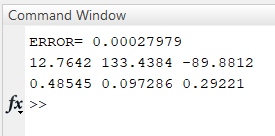 Command Window
ERROR= 0.00027979
12.7642 133.4384 -89.8812
0.48545 0.097286 0.29221
fx >>